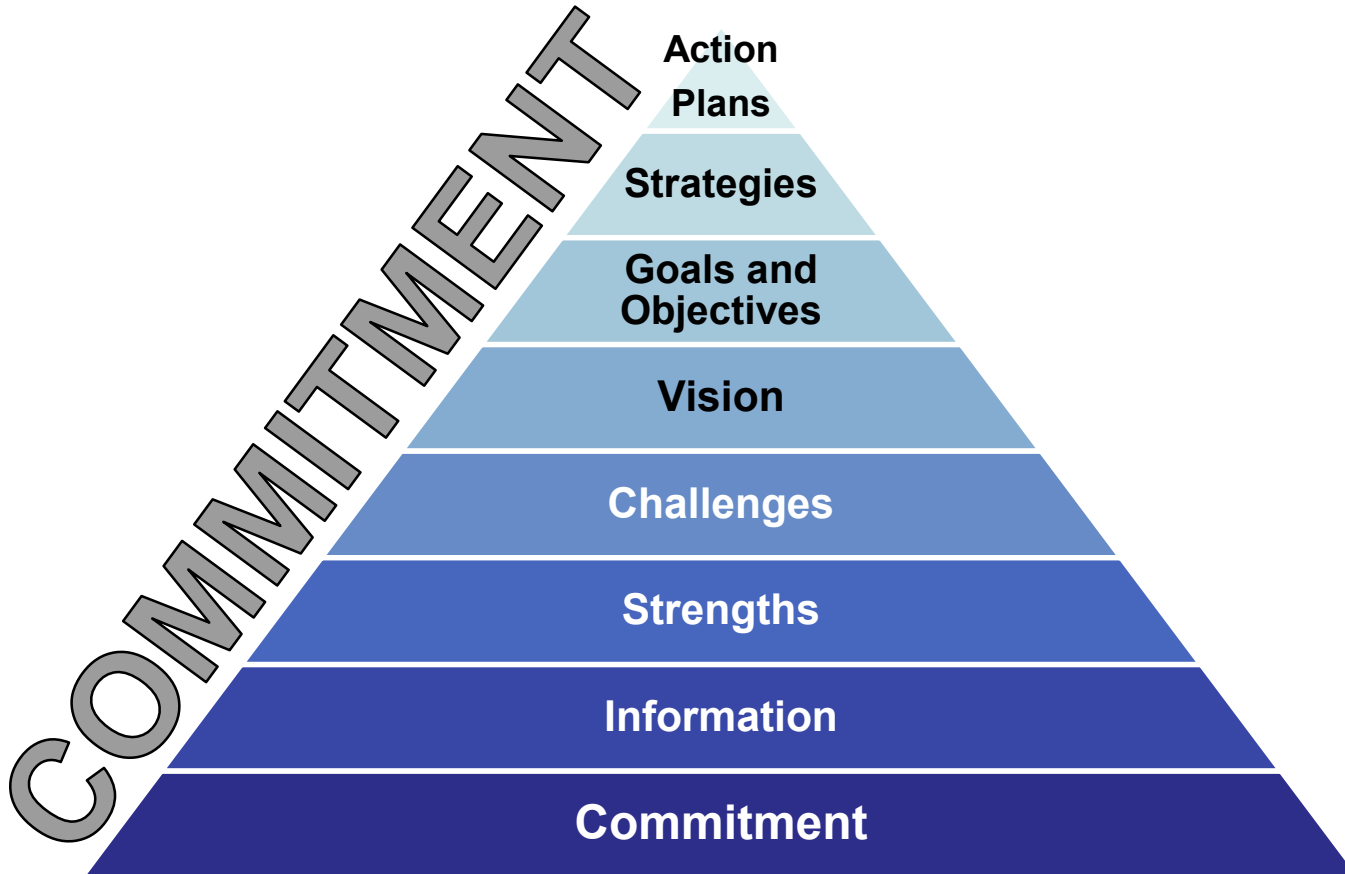 COMMITMENT
Action
Plans
Strategies
Goals and
Objectives
Vision
Challenges
Strengths
Information
Commitment